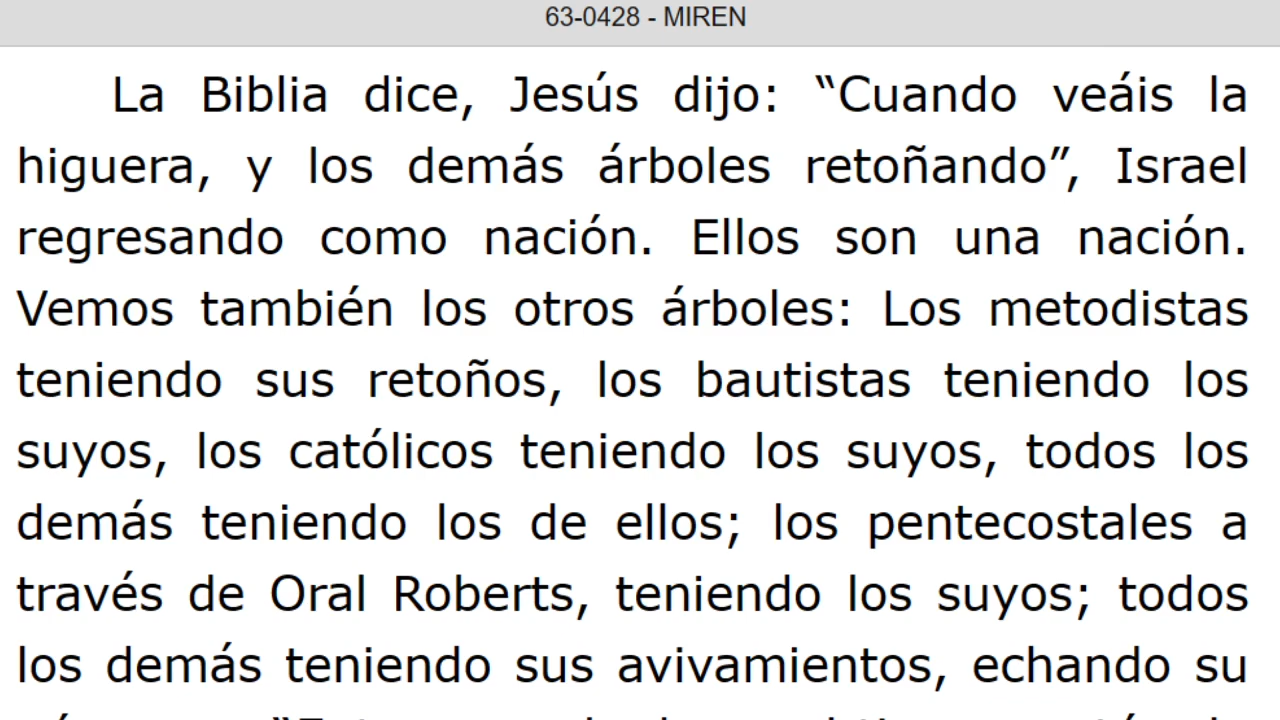 63-0428 - MIREN
La Biblia dice, Jesús dijo: “Cuando veáis la
higuera, y los demás árboles retoñando”, Israel
regresando como nación. Ellos son una nación.
Vemos también los otros árboles: Los metodistas
teniendo sus retoños, los bautistas teniendo los
suyos, los católicos teniendo los suyos, todos los
demás teniendo los de ellos; los pentecostales a
través de Oral Roberts, teniendo los suyos; todos
los demás teniendo sus avivamientos, echando su